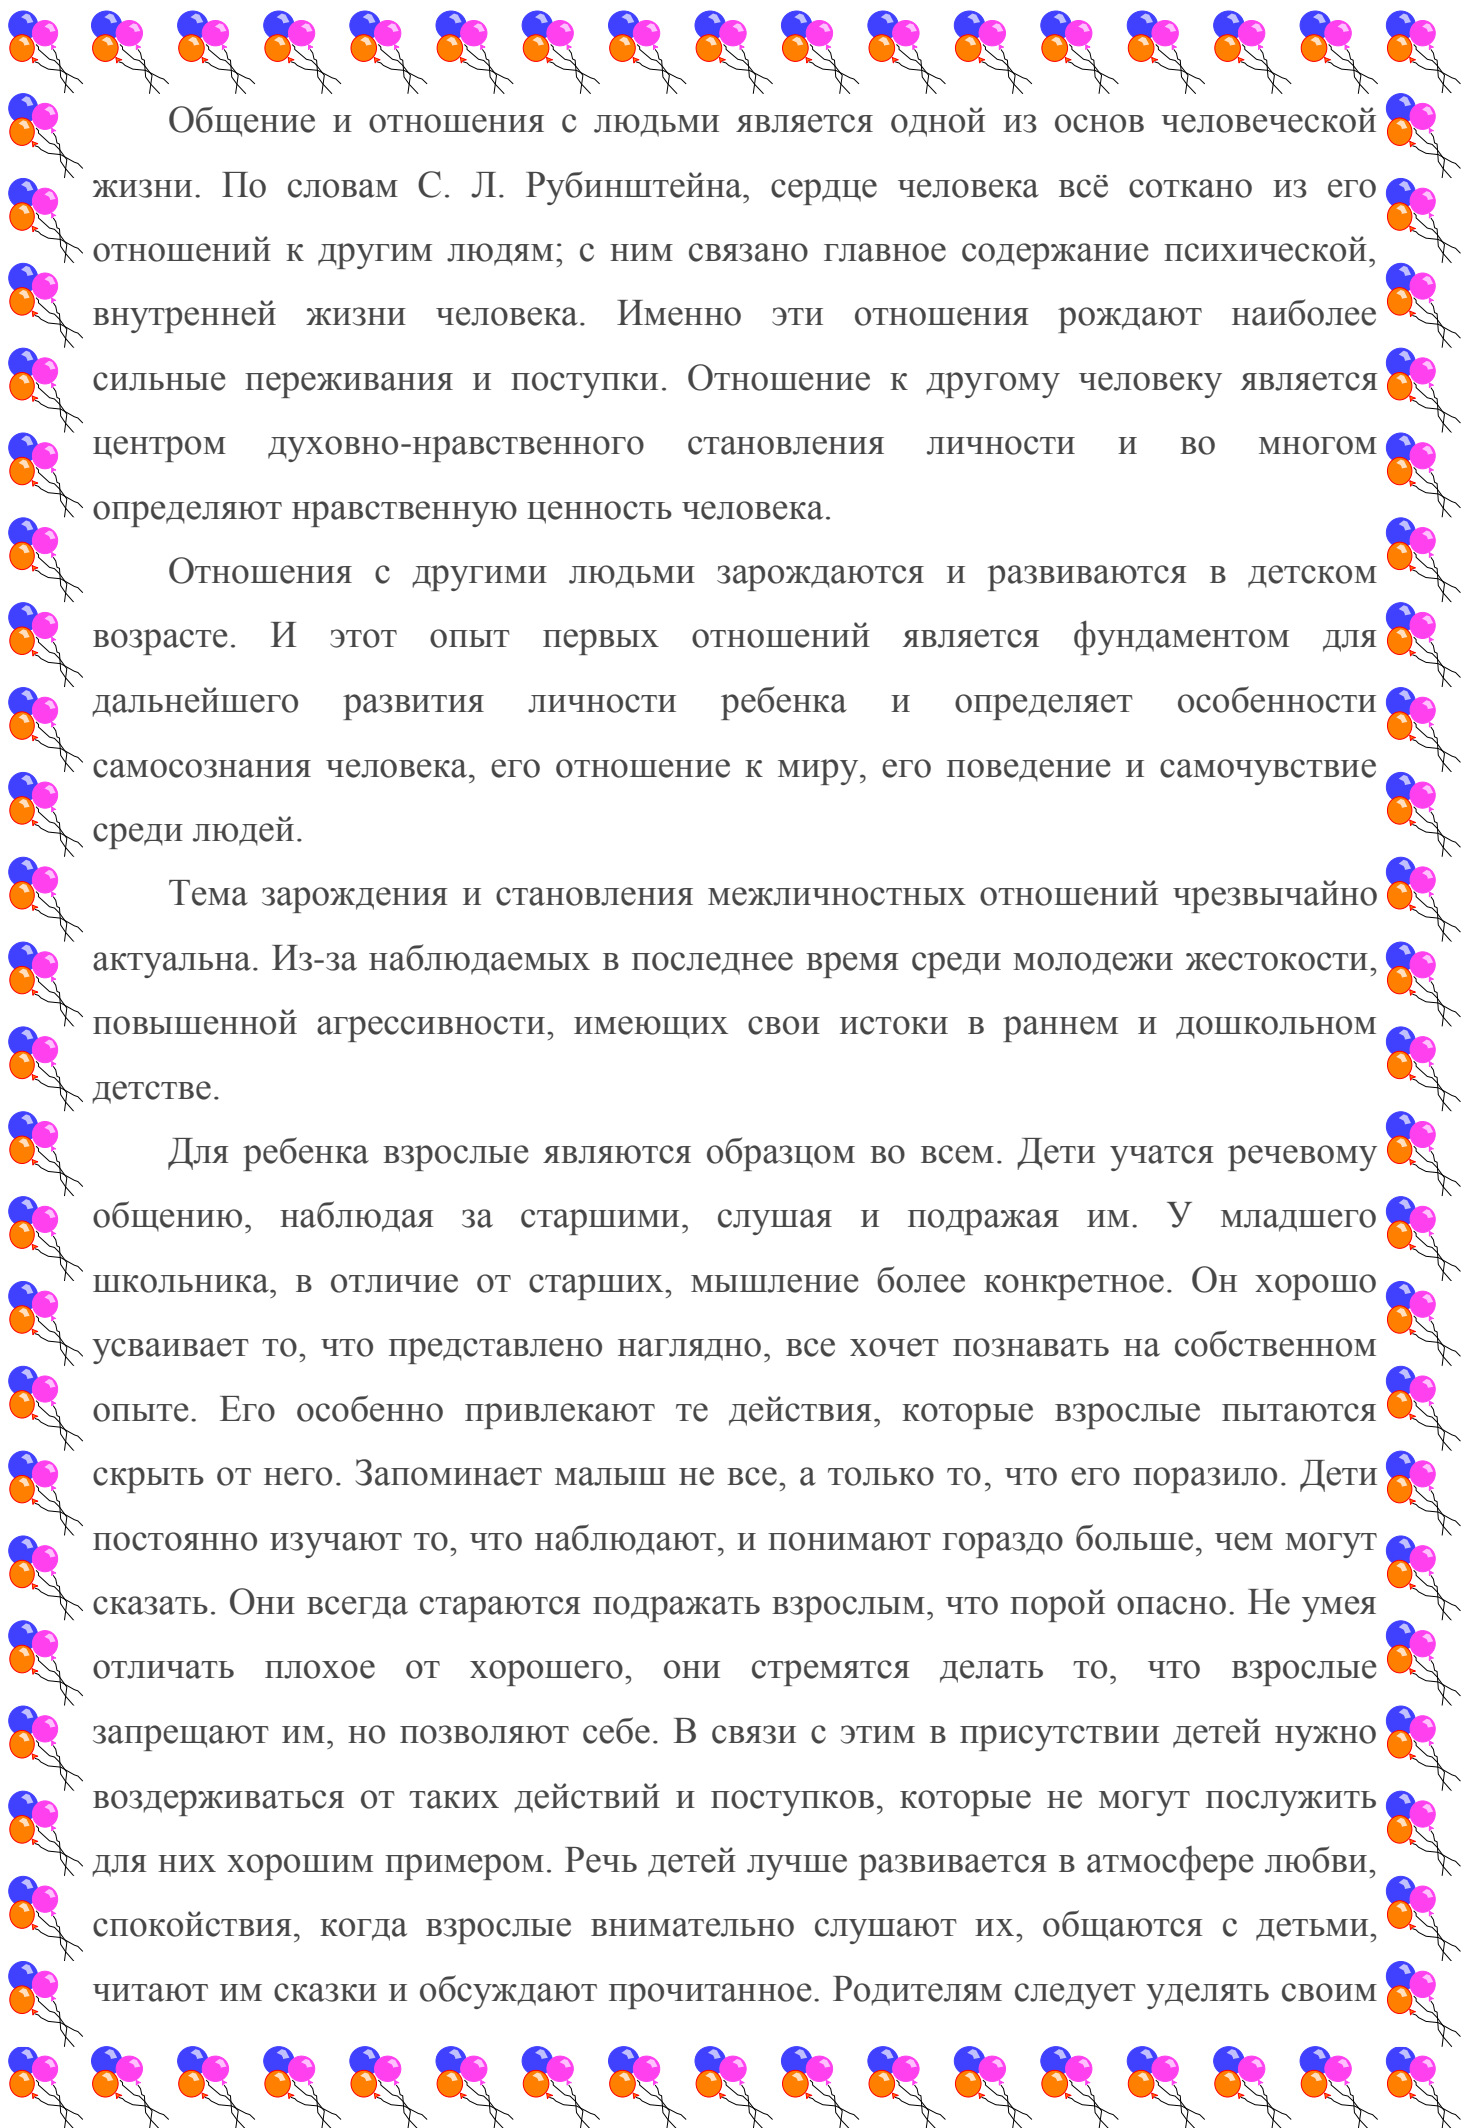 Общение и отношения с людьми является одной из основ человеческой
жизни. По словам С. Л. Рубинштейна, сердце человека всё соткано из его
отношений к другим людям; с ним связано главное содержание психической,
внутренней жизни человека. Именно эти отношения рождают наиболее
сильные переживания и поступки. Отношение к другому человеку является
центром духовно-нравственного становления личности и во многом
определяют нравственную ценность человека.
Отношения с другими людьми зарождаются и развиваются в детском
возрасте. И этот опыт первых отношений является фундаментом для
дальнейшего развития личности ребенка и определяет особенности
самосознания человека, его отношение к миру, его поведение и самочувствие
среди людей.
Тема зарождения и становления межличностных отношений чрезвычайно
актуальна. Из-за наблюдаемых в последнее время среди молодежи жестокости,
повышенной агрессивности, имеющих свои истоки в раннем и дошкольном
детстве.
Для ребенка взрослые являются образцом во всем. Дети учатся речевому
общению, наблюдая за старшими, слушая и подражая им. У младшего
школьника, в отличие от старших, мышление более конкретное. Он хорошо
усваивает то, что представлено наглядно, все хочет познавать на собственном
опыте. Его особенно привлекают те действия, которые взрослые пытаются
скрыть от него. Запоминает малыш не все, а только то, что его поразило. Дети
постоянно изучают то, что наблюдают, и понимают гораздо больше, чем могут
сказать. Они всегда стараются подражать взрослым, что порой опасно. Не умея
отличать плохое от хорошего, они стремятся делать то, что взрослые
запрещают им, но позволяют себе. В связи с этим в присутствии детей нужно
воздерживаться от таких действий и поступков, которые не могут послужить
для них хорошим примером. Речь детей лучше развивается в атмосфере любви,
спокойствия, когда взрослые внимательно слушают их, общаются с детьми,
читают им сказки и обсуждают прочитанное. Родителям следует уделять своим